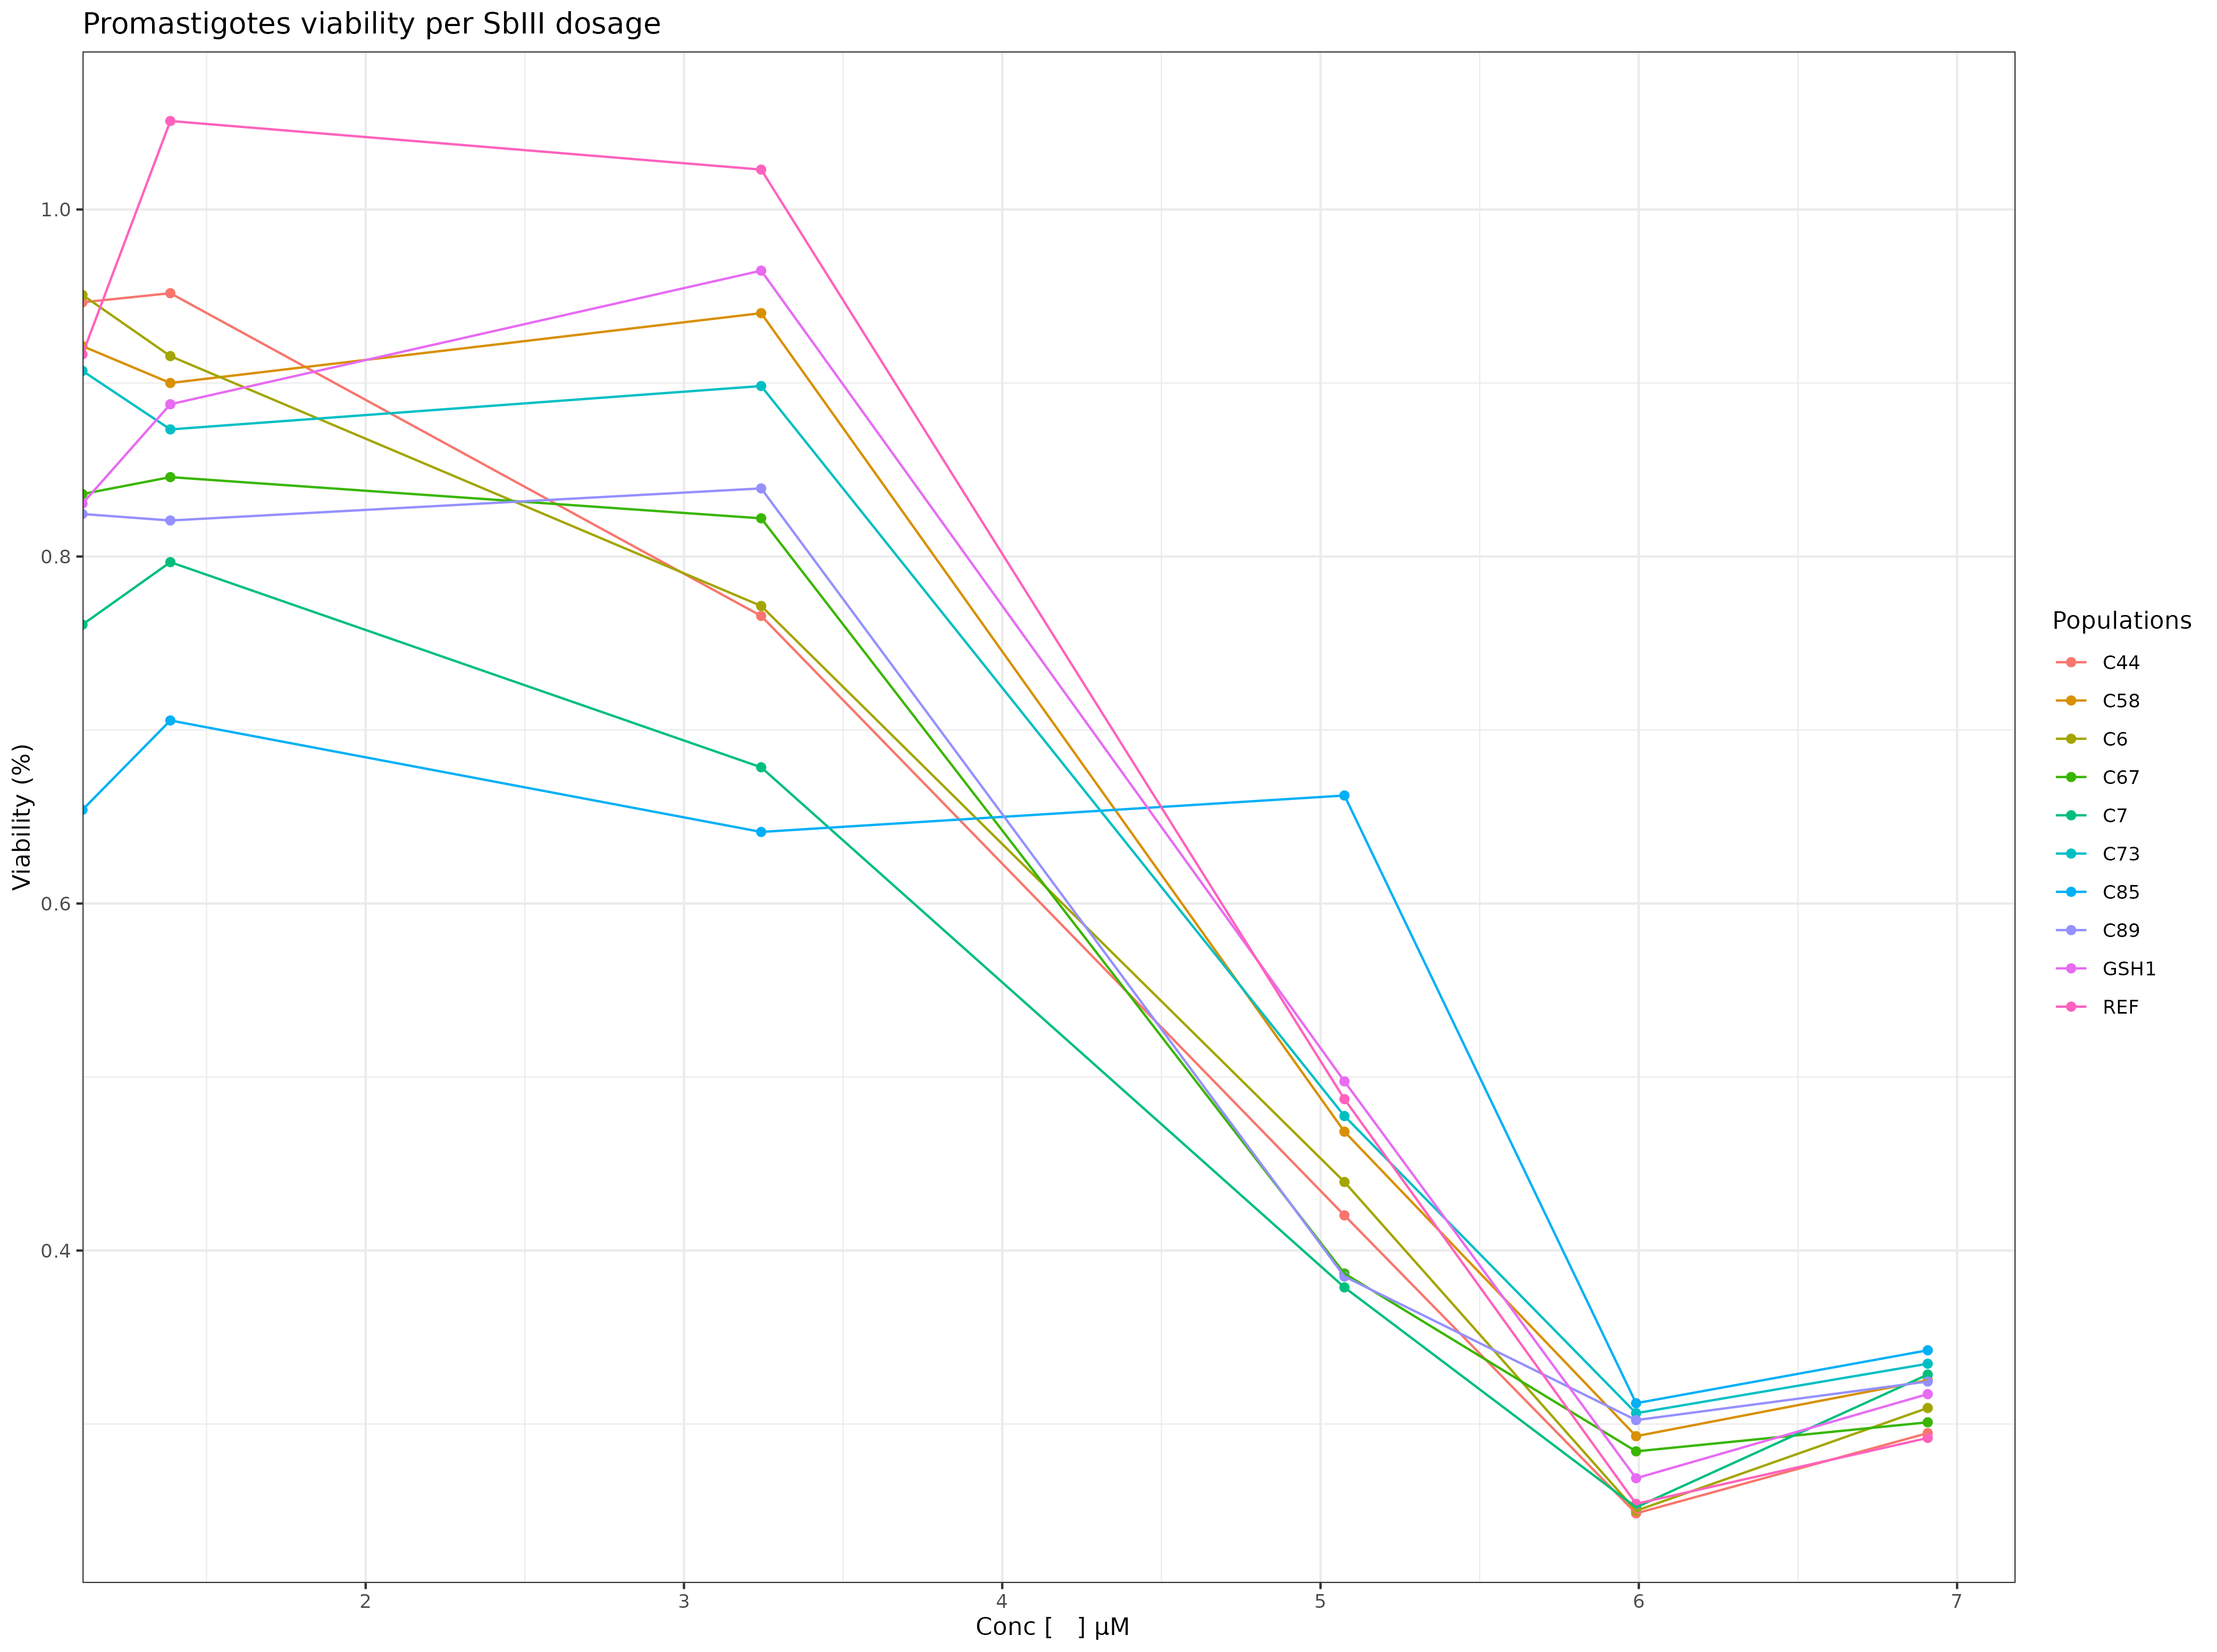 Promastigotes viability per SbIII dosage
Viability (%)
1.0
0.8
0.6
0.4
2 3 4 5 6 7
Conc [   ] µM
Populations
C44
C58
C6
C67
C7
C73
C85
C89
GSH1
REF